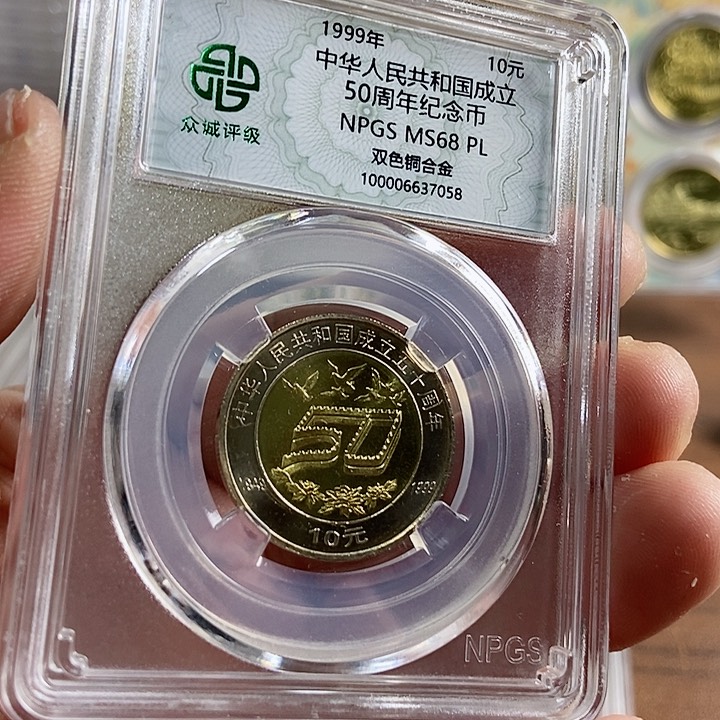 1999年 10元
中华人民共和国成立
50周年纪念币
NPGS MS68 PL
双色铜合金
100006637058
众诚评级
中华人民共和国成立五十周年
50
1949 1999
10元
NPGS